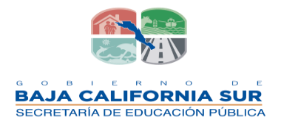 GOBIERNO DE
BAJA CALIFORNIA SUR
SECRETARÍA DE EDUCACIÓN PÚBLICA